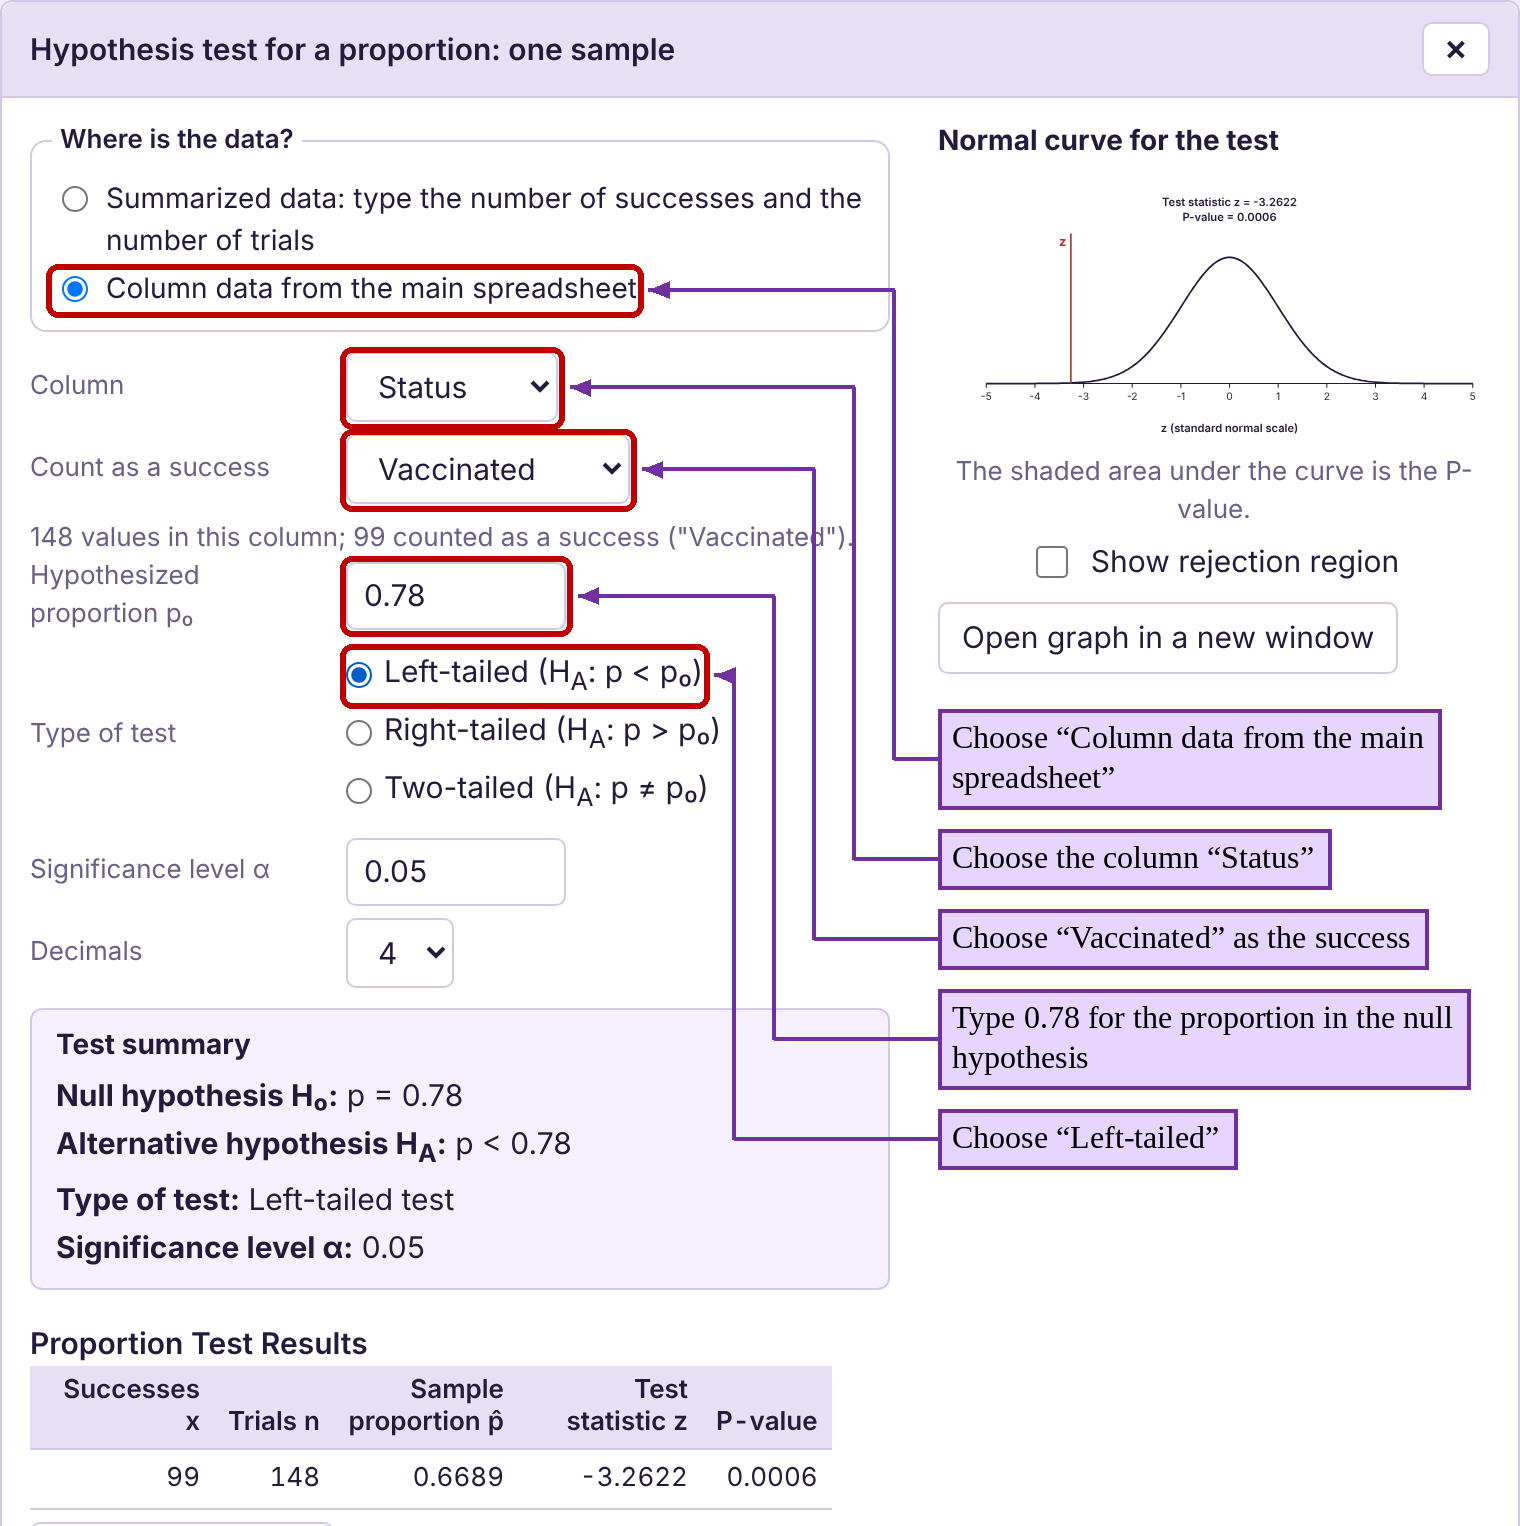 Hypothesis test for a proportion: one sample
×
Where is the data?
Summarized data: type the number of successes and the
number of trials
Column data from the main spreadsheet
Column
Status
Count as a success
Vaccinated
148 values in this column; 99 counted as a success ("Vaccinated").
Hypothesized
proportion p₀
0.78
Type of test
Left-tailed (HA: p < p₀)
Right-tailed (HA: p > p₀)
Two-tailed (HA: p ≠ p₀)
Significance level α
0.05
Decimals
4
Test summary
Null hypothesis H₀: p = 0.78
Alternative hypothesis HA: p < 0.78
Type of test: Left-tailed test
Significance level α: 0.05
Proportion Test Results
Successes x Trials n Sample proportion p̂ Test statistic z P-value
99 148 0.6689 -3.2622 0.0006
Normal curve for the test
Test statistic z = -3.2622
P-value = 0.0006
z
-5 -4 -3 -2 -1 0 1 2 3 4 5
z (standard normal scale)
The shaded area under the curve is the P-
value.
Show rejection region
Open graph in a new window
Choose “Column data from the main
spreadsheet”
Choose the column “Status”
Choose “Vaccinated” as the success
Type 0.78 for the proportion in the null
hypothesis
Choose “Left-tailed”